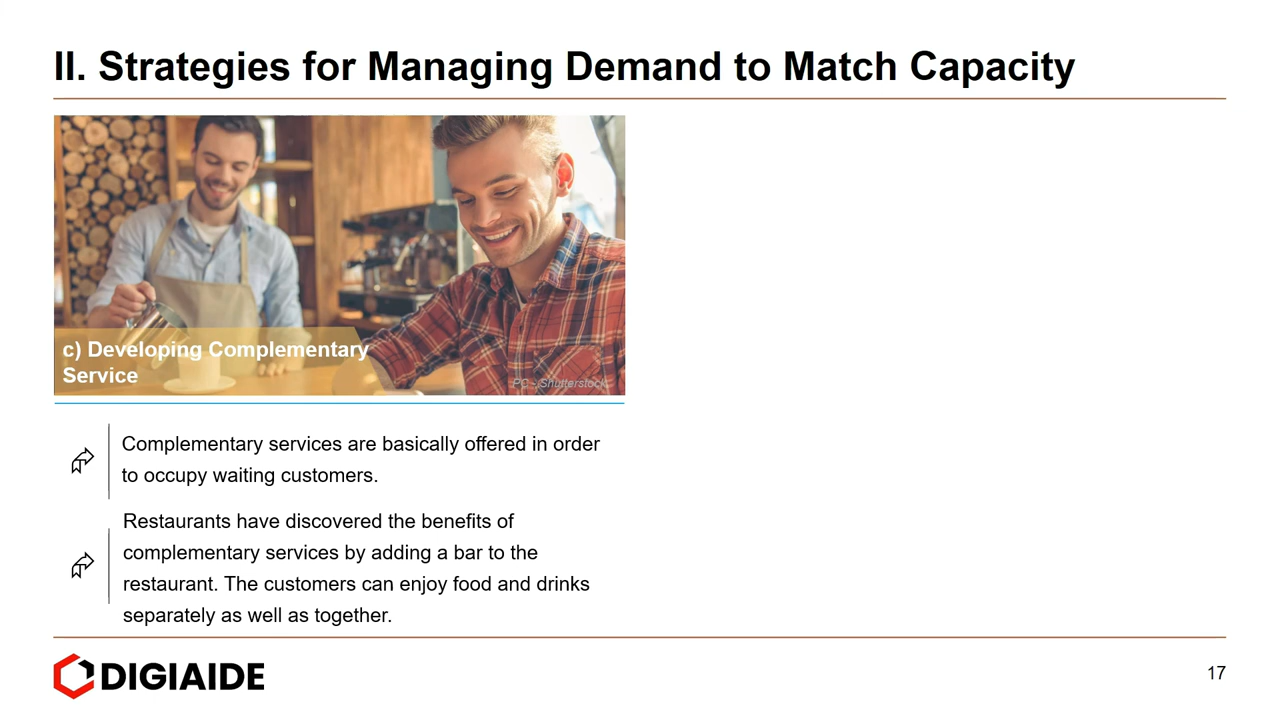 II. Strategies for Managing Demand to Match Capacity
c) Developing Complementary
Service
PC - Shutterstock
Complementary services are basically offered in order
to occupy waiting customers.
Restaurants have discovered the benefits of
complementary services by adding a bar to the
restaurant. The customers can enjoy food and drinks
separately as well as together.
DIGIAIDE
17